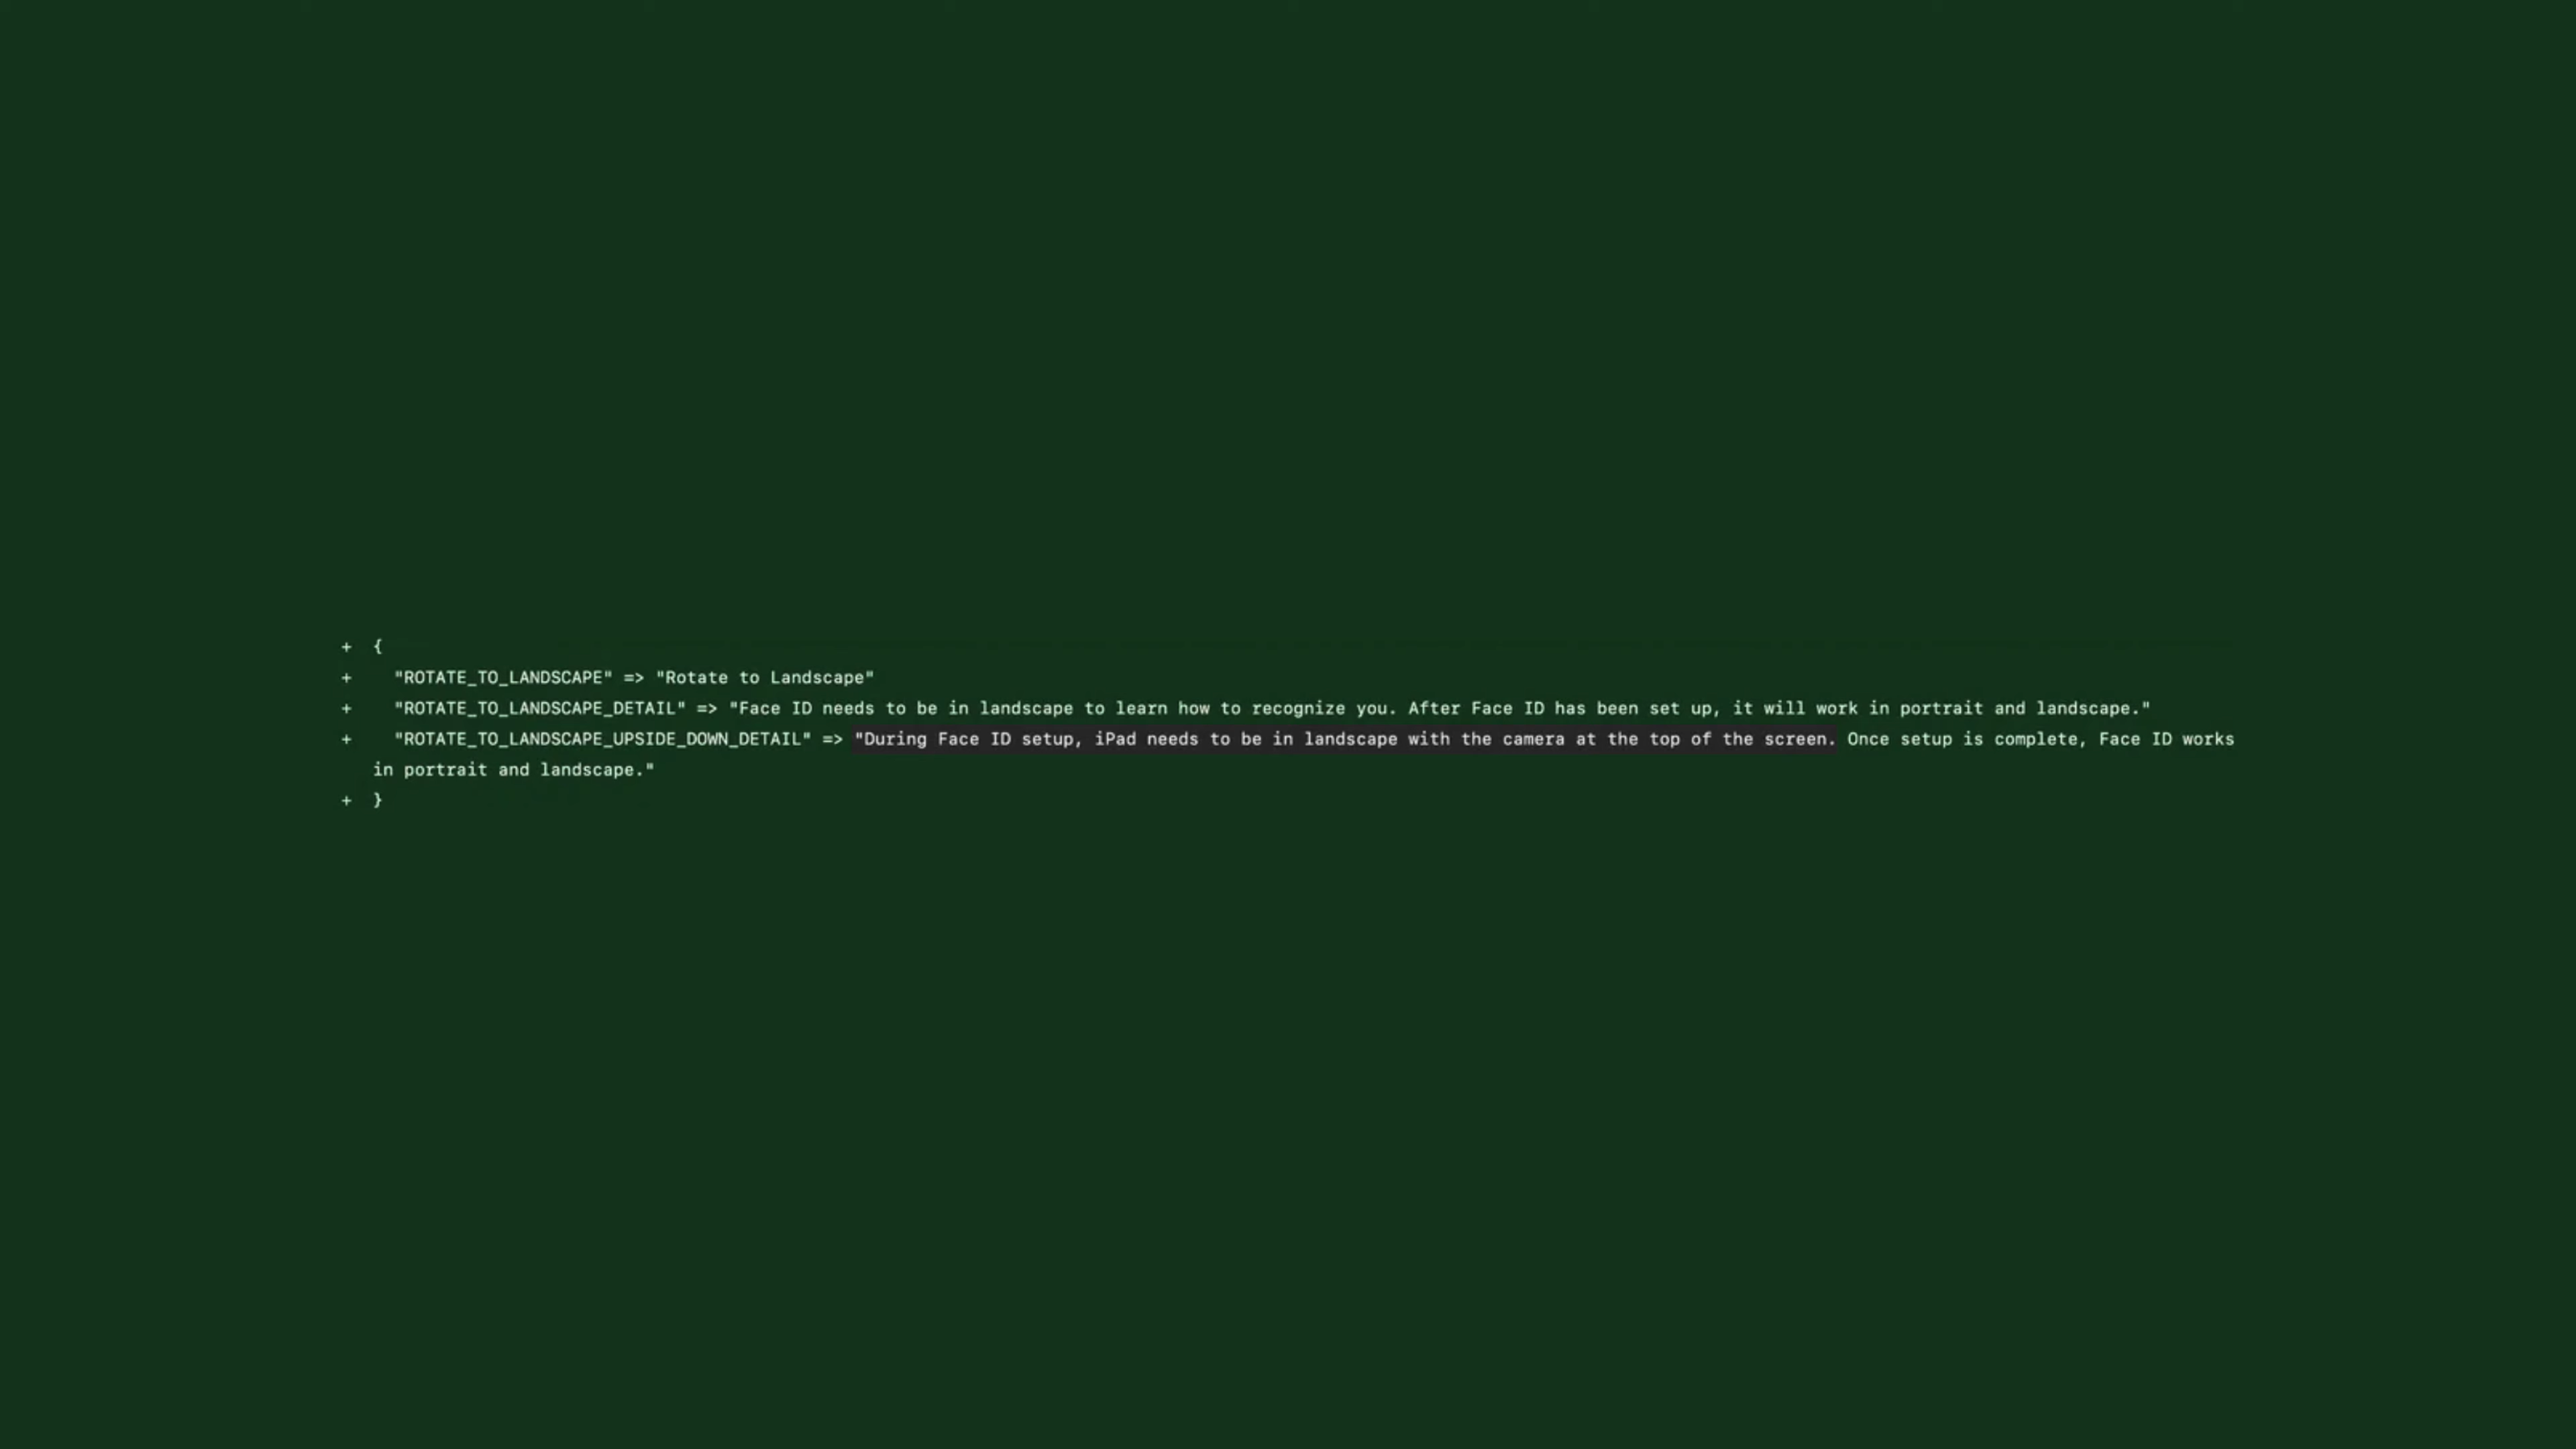 + {
+ "ROTATE_TO_LANDSCAPE" => "Rotate to Landscape"
+ "ROTATE_TO_LANDSCAPE_DETAIL" => "Face ID needs to be in landscape to learn how to recognize you. After Face ID has been set up, it will work in portrait and landscape."
+ "ROTATE_TO_LANDSCAPE_UPSIDE_DOWN_DETAIL" => "During Face ID setup, iPad needs to be in landscape with the camera at the top of the screen. Once setup is complete, Face ID works
in portrait and landscape."
+ }